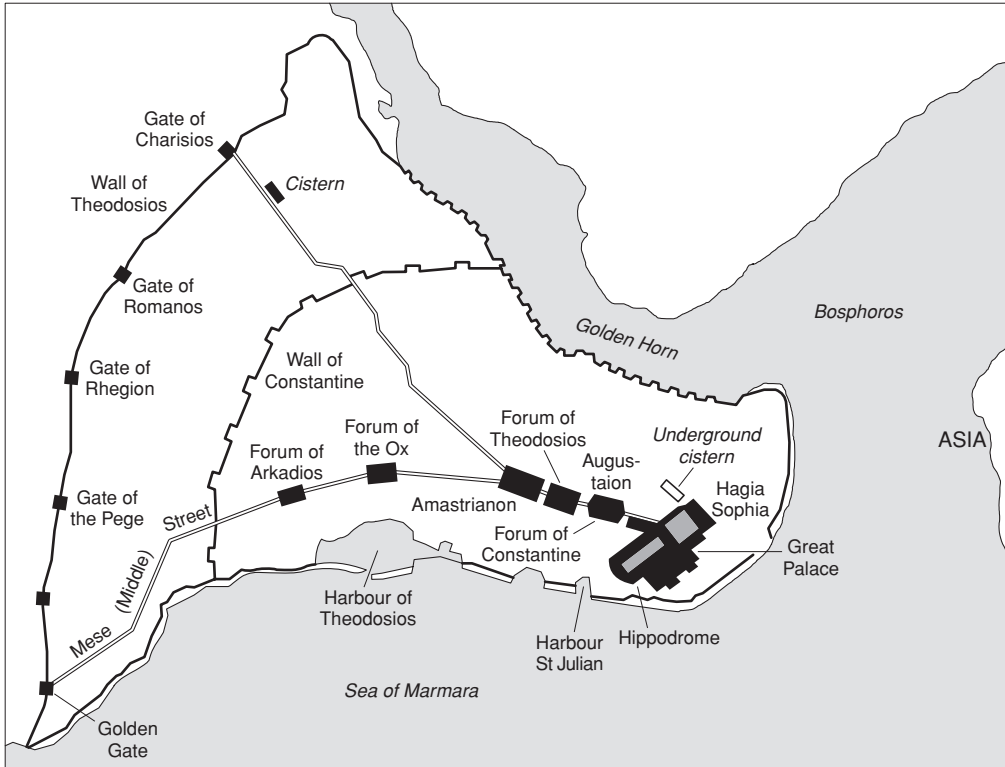 Gate of
Charisios
Cistern
Wall of
Theodosios
Gate of
Romanos
Golden Horn
Bosphoros
Gate of
Rhegion
Wall of
Constantine
ASIA
Forum of
Arkadios
Forum of
the Ox
Forum of
Theodosios
Augus-
taion
Underground
cistern
Hagia
Sophia
Gate of
the Pege
Amastrianon
Forum of
Constantine
Great
Palace
Mese (Middle) Street
Harbour of
Theodosios
Harbour
St Julian
Hippodrome
Sea of Marmara
Golden
Gate